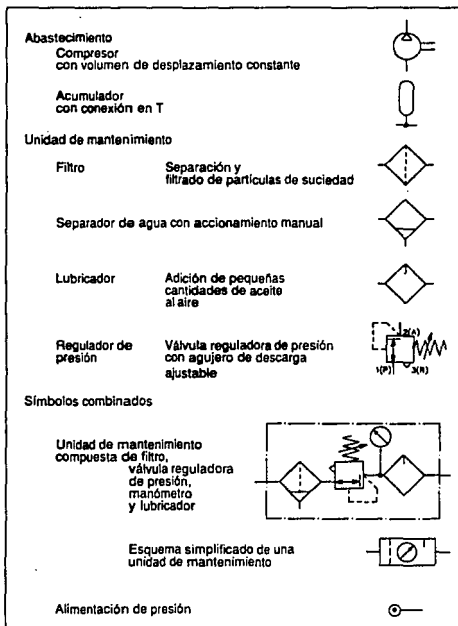 Abastecimiento
Compresor
con volumen de desplazamiento constante
Acumulador
con conexión en T
Unidad de mantenimiento
Filtro Separación y
filtrado de partículas de suciedad
Separador de agua con accionamiento manual
Lubricador Adición de pequeñas
cantidades de aceite
al aire
Regulador de Válvula reguladora de presión
presión con agujero de descarga
ajustable
2(A)
1(P) 3(R)
Símbolos combinados
Unidad de mantenimiento
compuesta de filtro,
válvula reguladora
de presión,
manómetro
y lubricador
Esquema simplificado de una
unidad de mantenimiento
Alimentación de presión